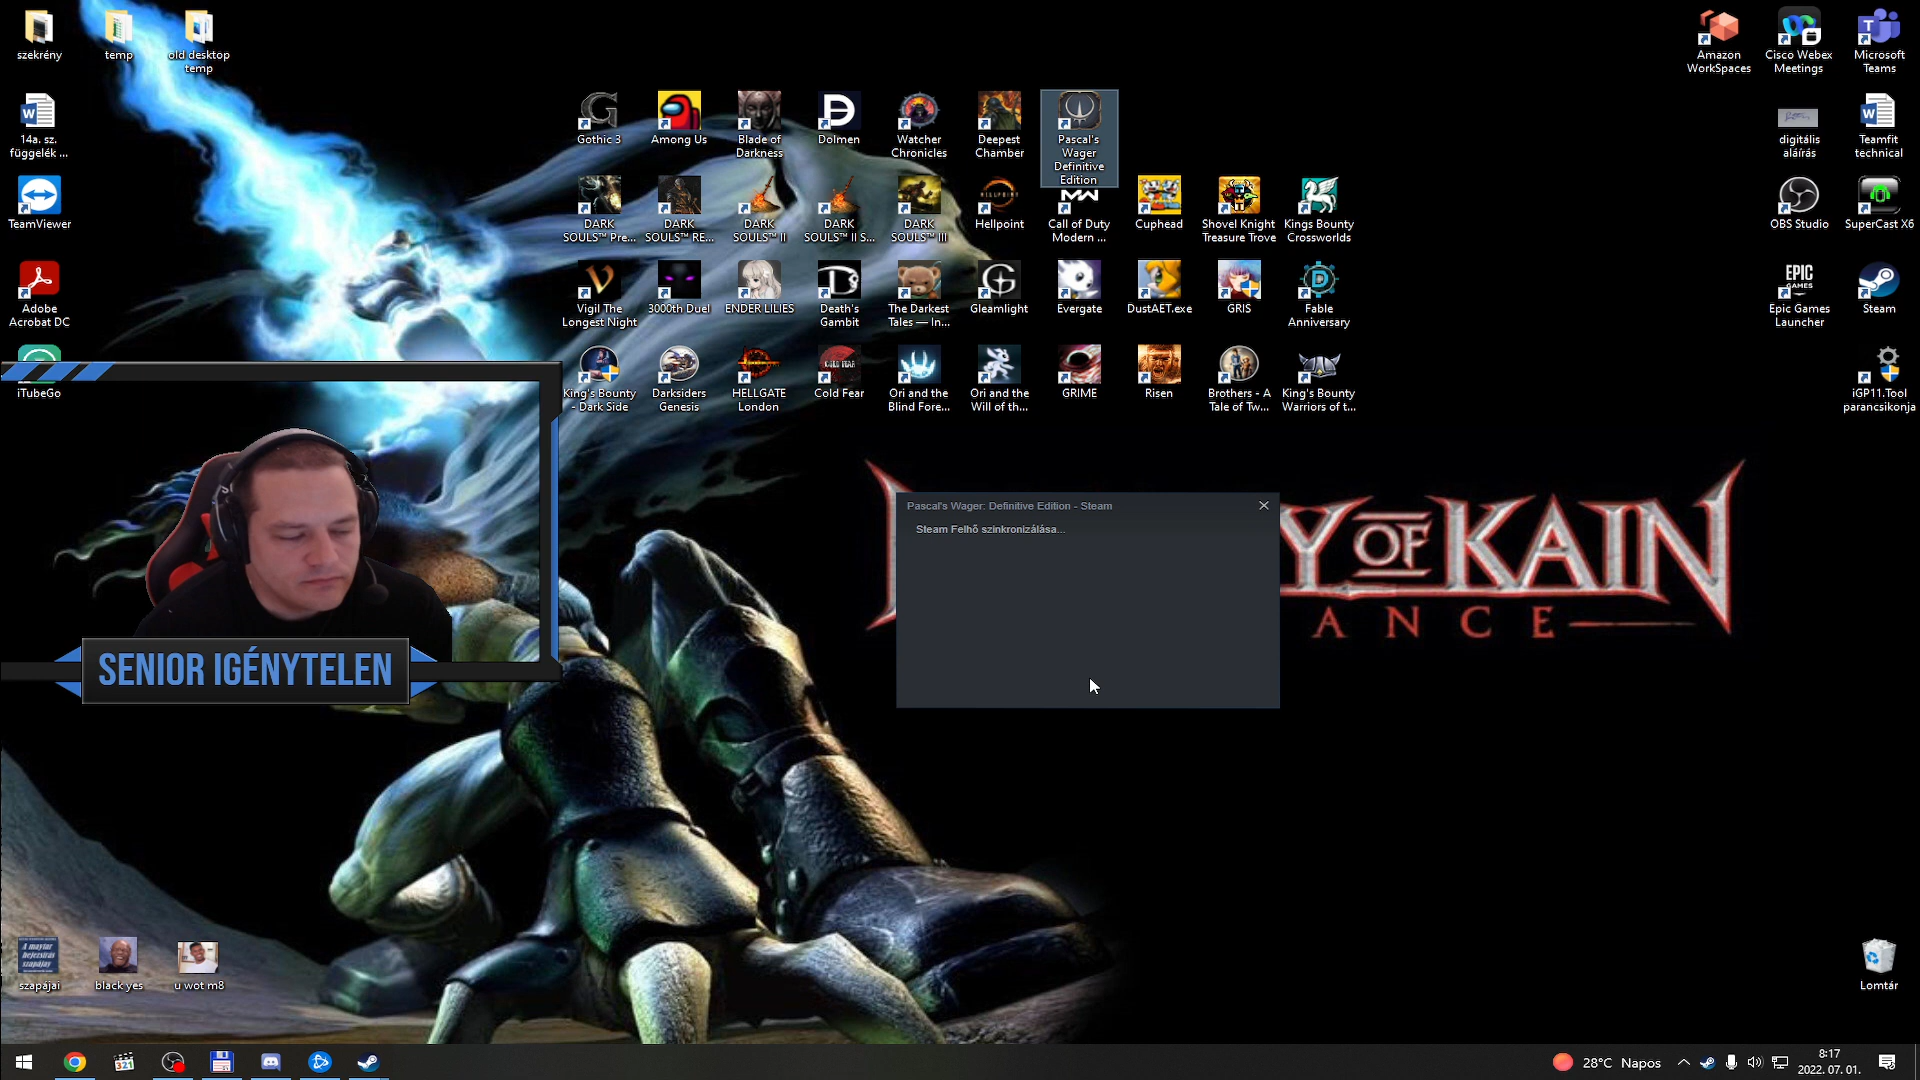 szekrény
temp
old desktop
temp
Amazon
WorkSpaces
Cisco Webex
Meetings
Microsoft
Teams
14a. sz.
függelék ...
Gothic 3
Among Us
Blade of
Darkness
Dolmen
Watcher
Chronicles
Deepest
Chamber
Pascal's
Wager
Definitive
Edition
digitális
aláírás
Teamfit
technical
TeamViewer
DARK
SOULS™ Pre...
DARK
SOULS™ RE...
DARK
SOULS™ II
DARK
SOULS™ II S...
DARK
SOULS™ III
Hellpoint
Call of Duty
Modern ...
Cuphead
Shovel Knight
Treasure Trove
Kings Bounty
Crossworlds
OBS Studio
SuperCast X6
Adobe
Acrobat DC
Vigil The
Longest Night
3000th Duel
ENDER LILIES
Death's
Gambit
The Darkest
Tales — In...
Gleamlight
Evergate
DustAET.exe
GRIS
Fable
Anniversary
EPIC
GAMES
Epic Games
Launcher
Steam
iTubeGo
King's Bounty
- Dark Side
Darksiders
Genesis
HELLGATE
London
COLD FEAR
Cold Fear
Ori and the
Blind Fore...
Ori and the
Will of th...
GRIME
Risen
Brothers - A
Tale of Tw...
King's Bounty
Warriors of t...
iGP11.Tool
parancsikonja
Pascal's Wager: Definitive Edition - Steam
Steam Felhő szinkronizálása...
Y OF KAIN
ANCE
SENIOR IGÉNYTELEN
szapájai
black yes
u wot m8
Lomtár
321
28°C Napos
8:17
2022. 07. 01.